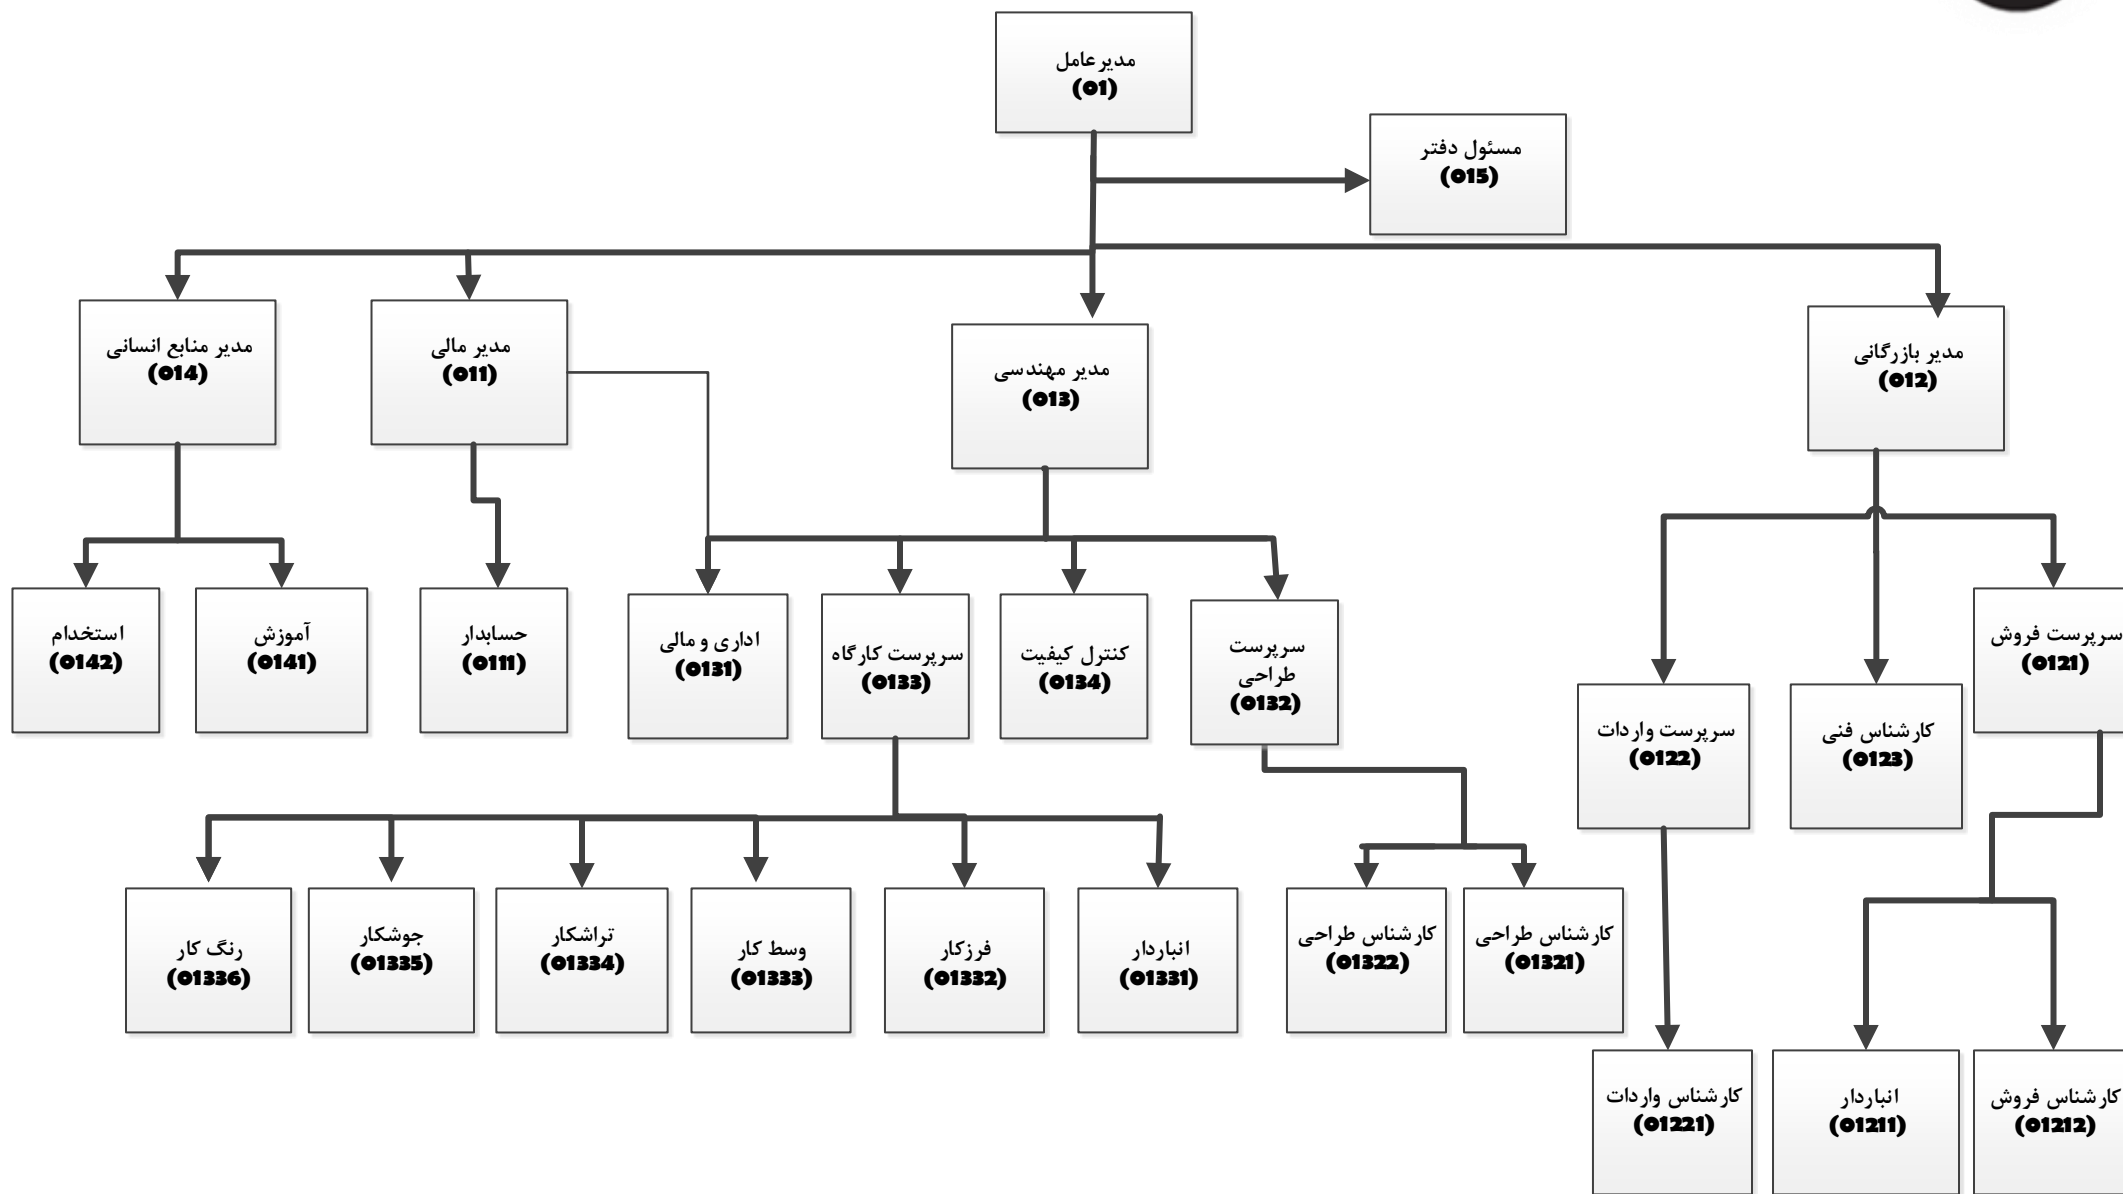 مدیرعامل
(01)
مسئول دفتر
(015)
مدیر بازرگانی
(012)
مدیر مهندسی
(013)
مدیر مالی
(011)
مدیر منابع انسانی
(014)
سرپرست فروش
(0121)
کارشناس فنی
(0123)
سرپرست واردات
(0122)
سرپرست
طراحی
(0132)
کنترل کیفیت
(0134)
سرپرست کارگاه
(0133)
اداری و مالی
(0131)
حسابدار
(0111)
آموزش
(0141)
استخدام
(0142)
کارشناس طراحی
(01321)
کارشناس طراحی
(01322)
انباردار
(01331)
فرزکار
(01332)
وسط کار
(01333)
تراشکار
(01334)
جوشکار
(01335)
رنگ کار
(01336)
کارشناس فروش
(01212)
انباردار
(01211)
کارشناس واردات
(01221)